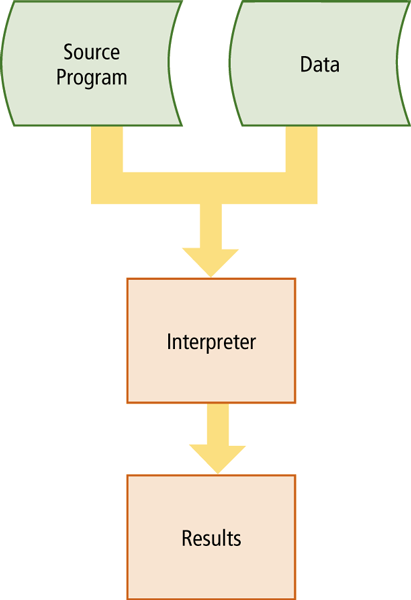 Source
Program
Data
Interpreter
Results